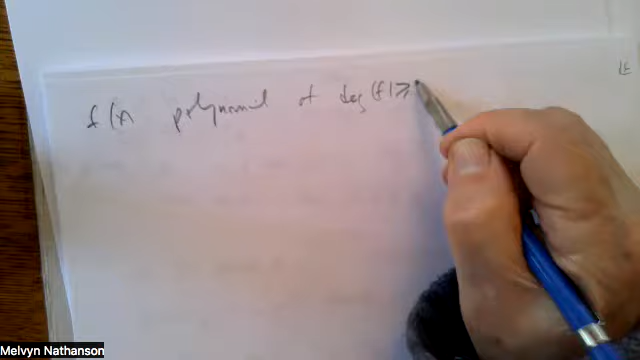 f(x) polynomial of deg(f) ≥
Melvyn Nathanson